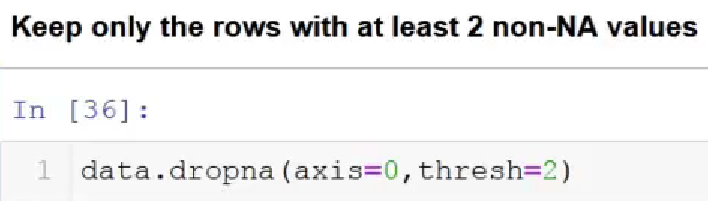 Keep only the rows with at least 2 non-NA values
In [36]:
1 data.dropna(axis=0,thresh=2)